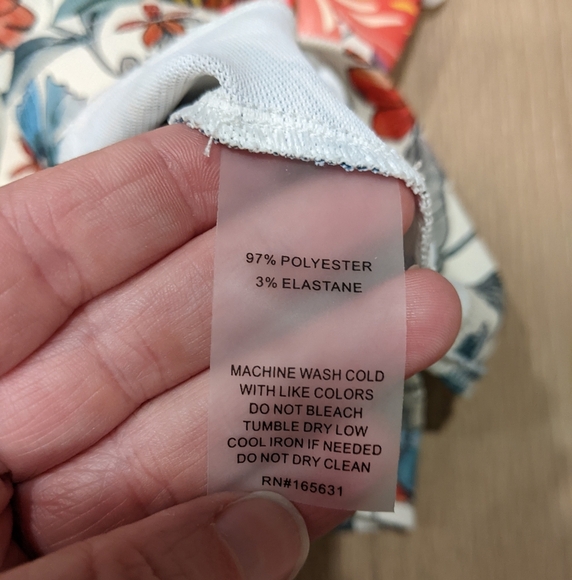 97% POLYESTER
3% ELASTANE
MACHINE WASH COLD
WITH LIKE COLORS
DO NOT BLEACH
TUMBLE DRY LOW
COOL IRON IF NEEDED
DO NOT DRY CLEAN
RN#165631